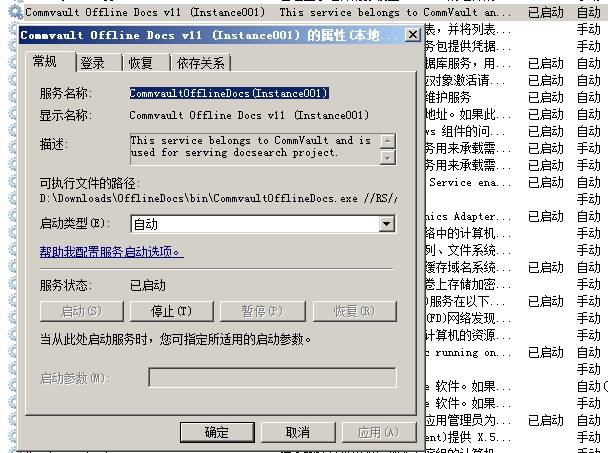 Commvault Offline Docs v11 (Instance001) This service belongs to CommVault an... 已启动 自动
Commvault Offline Docs v11 (Instance001) 的属性(本地...
常规 登录 恢复 依存关系
服务名称: CommvaultOfflineDocs(Instance001)
显示名称: Commvault Offline Docs v11 (Instance001)
描述: This service belongs to CommVault and is
used for serving docsearch project.
可执行文件的路径:
D:\Downloads\OfflineDocs\bin\CommvaultOfflineDocs.exe //RS//
启动类型(E): 自动
帮助我配置服务启动选项。
服务状态: 已启动
启动(S) 停止(T) 暂停(P) 恢复(R)
当从此处启动服务时，您可指定所适用的启动参数。
启动参数(M):
确定 取消 应用(A)
表，并将列表... 手动
务包提供凭据... 手动
据库服务，用... 已启动 自动
应对象激活请... 已启动 手动
维护服务 已启动 自动
地址。如果此... 已启动 手动
ws 组件的问... 已启动 手动
务用来承载需... 手动
务用来承载需... 已启动 手动
Service ena... 已启动 自动
手动
nics Adapter... 已启动 自动
络中的计算机... 手动
列、文件系统... 手动
缓存域名系统... 已启动 自动
卷上存储加密... 手动
)服务在以下... 已启动 手动
(FD)网络发现... 手动
计算机的资源... 手动
c running on... 已启动 自动
手动
e 软件。如果... 自动(
e 软件。如果... 手动
应用管理员为... 已启动 自动
ent)提供 X.5... 手动